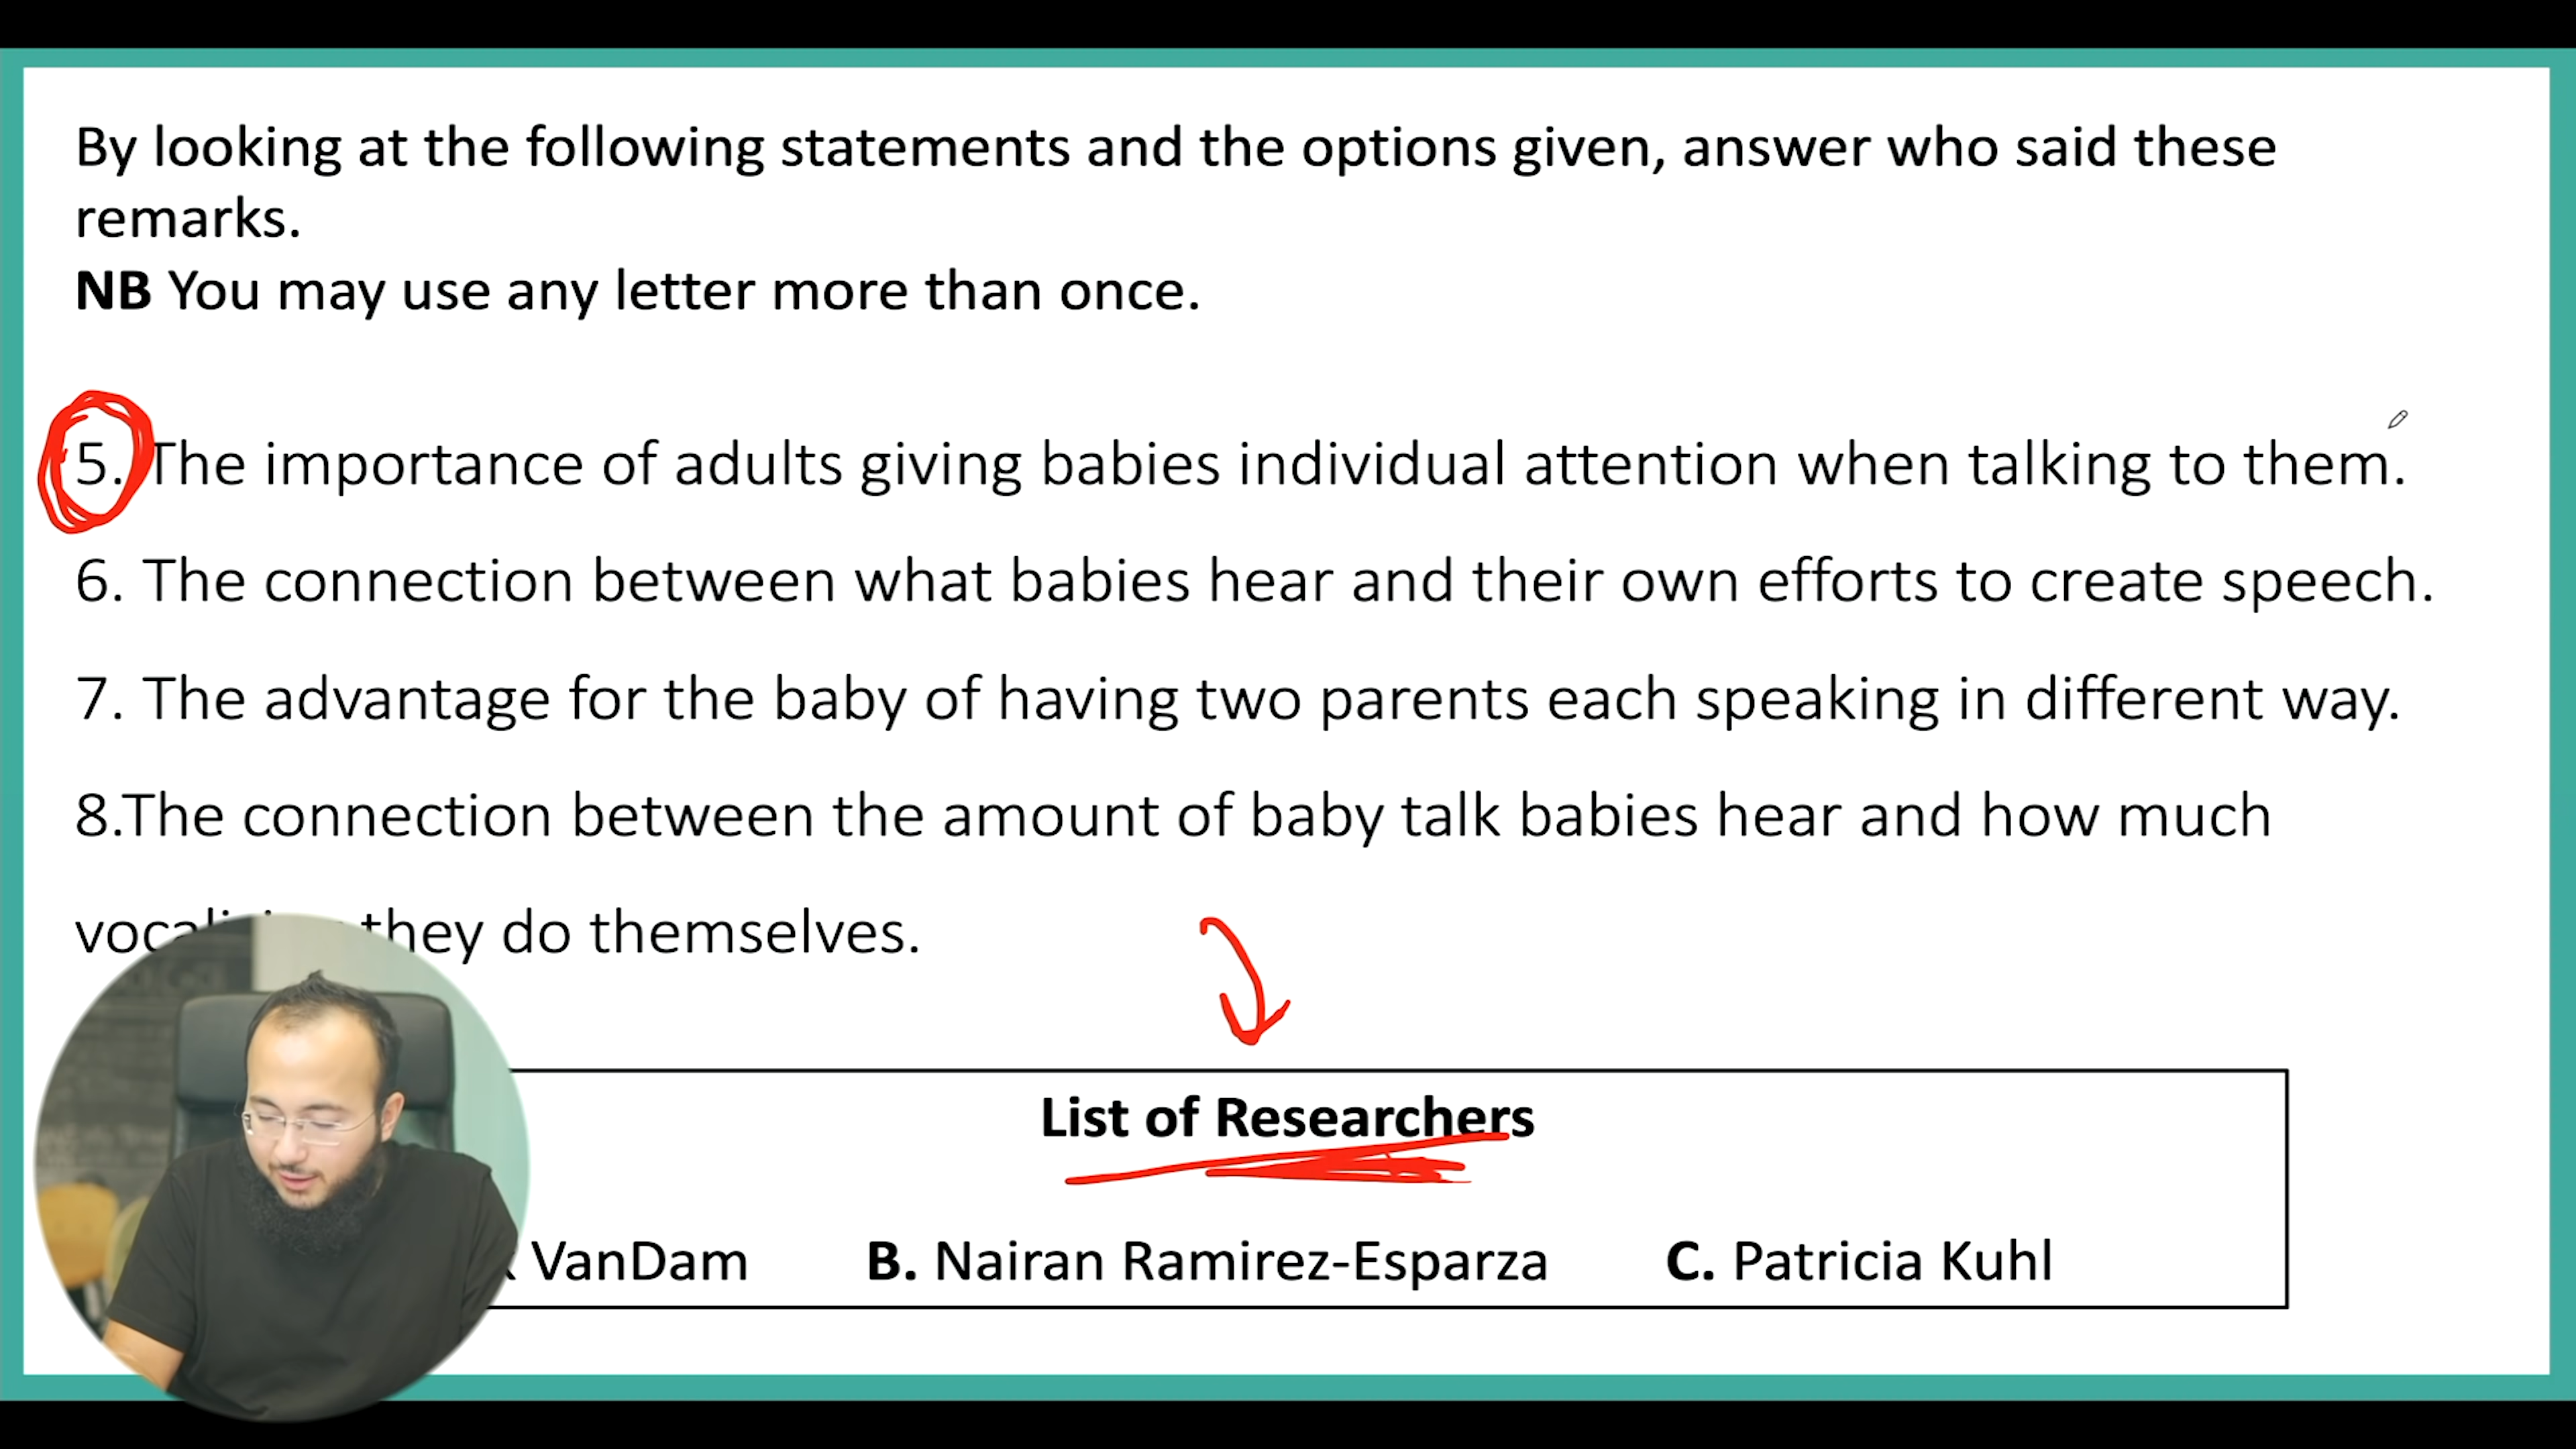 By looking at the following statements and the options given, answer who said these
remarks.
NB You may use any letter more than once.
5. The importance of adults giving babies individual attention when talking to them.
6. The connection between what babies hear and their own efforts to create speech.
7. The advantage for the baby of having two parents each speaking in different way.
8.The connection between the amount of baby talk babies hear and how much
they do themselves.
List of Researchers
VanDam B. Nairan Ramirez-Esparza C. Patricia Kuhl